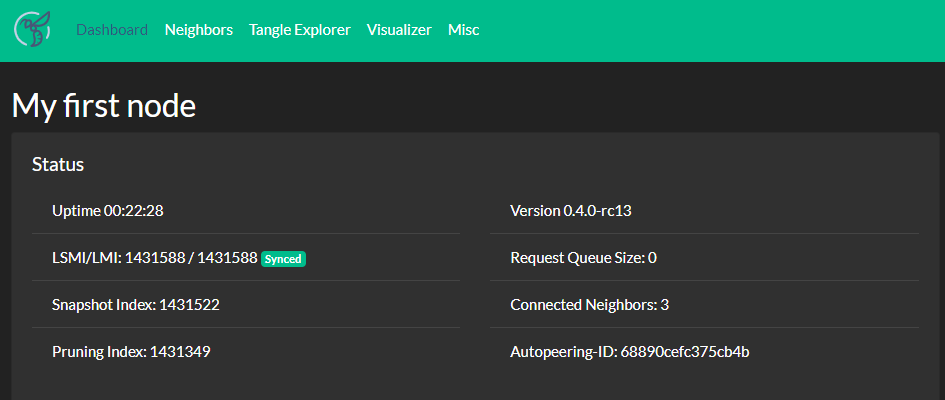 Dashboard Neighbors Tangle Explorer Visualizer Misc
My first node
Status
Uptime 00:22:28
Version 0.4.0-rc13
LSMI/LMI: 1431588 / 1431588 Synced
Request Queue Size: 0
Snapshot Index: 1431522
Connected Neighbors: 3
Pruning Index: 1431349
Autopeering-ID: 68890cefc375cb4b